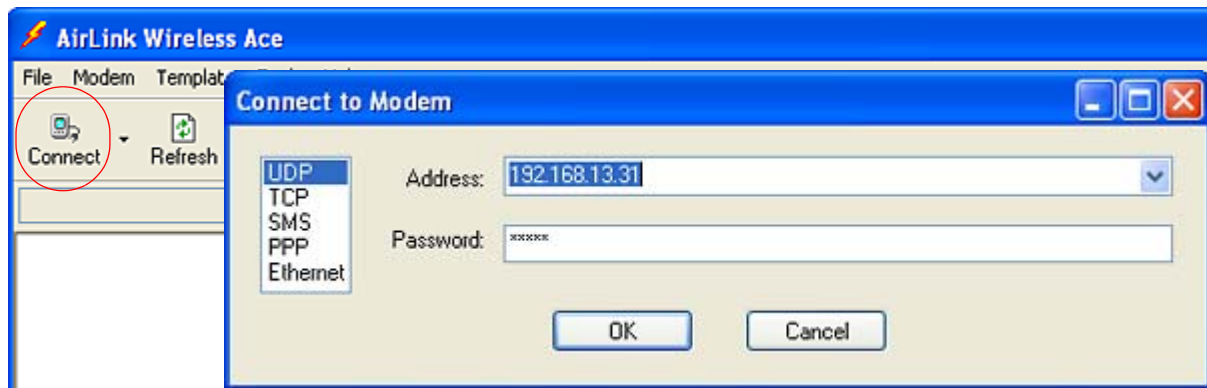 AirLink Wireless Ace
File Modem Templat
Connect Refresh
Connect to Modem
UDP
TCP
SMS
PPP
Ethernet
Address: 192.168.13.31
Password: *****
OK Cancel